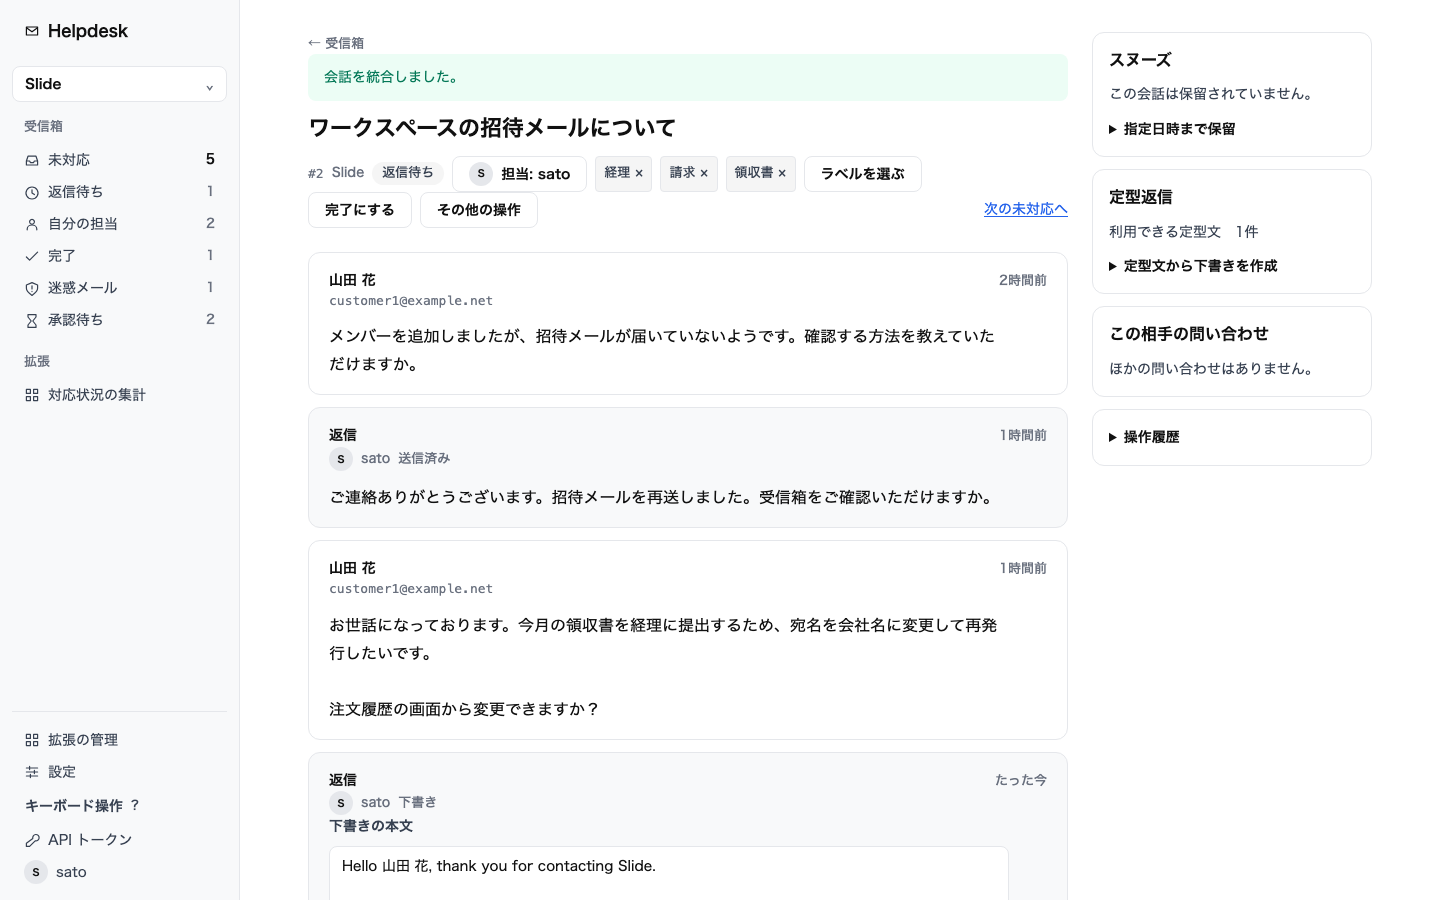 Helpdesk
Slide
受信箱
未対応 5
返信待ち 1
自分の担当 2
完了 1
迷惑メール 1
承認待ち 2
拡張
対応状況の集計
拡張の管理
設定
キーボード操作 ?
API トークン
S sato
← 受信箱
会話を統合しました。
ワークスペースの招待メールについて
#2 Slide 返信待ち S 担当: sato 経理 × 請求 × 領収書 × ラベルを選ぶ
完了にする その他の操作 次の未対応へ
山田 花 2時間前
customer1@example.net
メンバーを追加しましたが、招待メールが届いていないようです。確認する方法を教えていた
だけますか。
返信 1時間前
S sato 送信済み
ご連絡ありがとうございます。招待メールを再送しました。受信箱をご確認いただけますか。
山田 花 1時間前
customer1@example.net
お世話になっております。今月の領収書を経理に提出するため、宛名を会社名に変更して再発
行したいです。
注文履歴の画面から変更できますか？
返信 たった今
S sato 下書き
下書きの本文
Hello 山田 花, thank you for contacting Slide.
スヌーズ
この会話は保留されていません。
▶ 指定日時まで保留
定型返信
利用できる定型文　1件
▶ 定型文から下書きを作成
この相手の問い合わせ
ほかの問い合わせはありません。
▶ 操作履歴